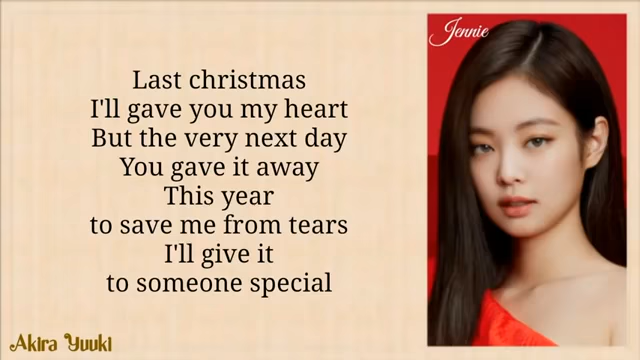 Jennie
Last christmas
I'll gave you my heart
But the very next day
You gave it away
This year
to save me from tears
I'll give it
to someone special
Akira Yuuki